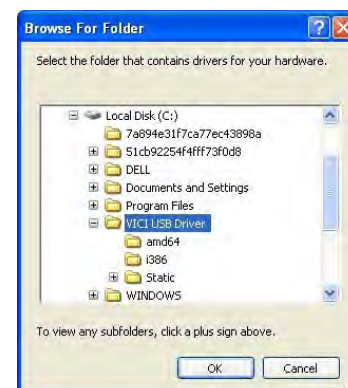 Browse For Folder
Select the folder that contains drivers for your hardware.
Local Disk (C:)
7a894e31f7ca77ec43898a
51cb92254f4fff73f0d8
DELL
Documents and Settings
Program Files
VICI USB Driver
amd64
i386
Static
WINDOWS
To view any subfolders, click a plus sign above.
OK Cancel